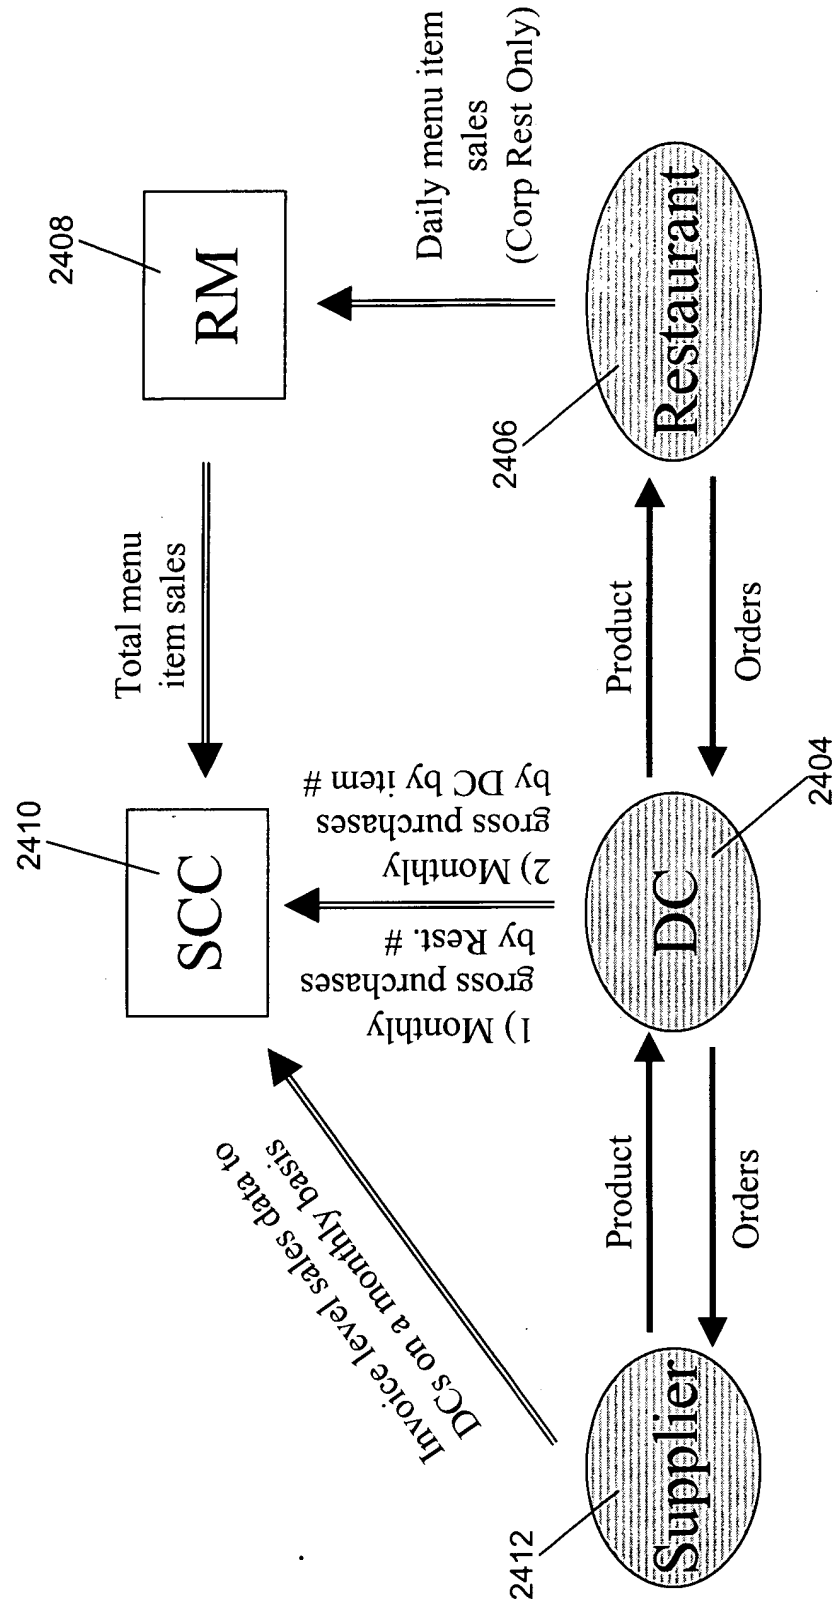 2410
SCC
Total menu
item sales
2408
RM
Invoice level sales data to
DCs on a monthly basis
1) Monthly
gross purchases
by Rest. #
2) Monthly
gross purchases
by DC by item #
Daily menu item
sales
(Corp Rest Only)
2412
Supplier
Product
Orders
DC
2404
Product
Orders
2406
Restaurant